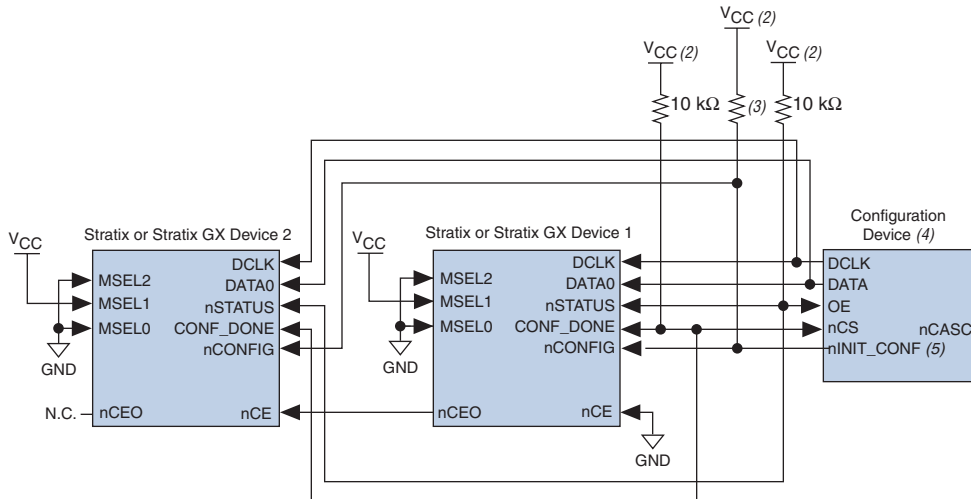 VCC (2)
VCC (2)
VCC (2)
10 kΩ
(3)
10 kΩ
Stratix or Stratix GX Device 2
VCC
MSEL2
MSEL1
MSEL0
GND
DCLK
DATA0
nSTATUS
CONF_DONE
nCONFIG
N.C.
nCEO
nCE
Stratix or Stratix GX Device 1
VCC
MSEL2
MSEL1
MSEL0
GND
DCLK
DATA0
nSTATUS
CONF_DONE
nCONFIG
nCEO
nCE
GND
Configuration
Device (4)
DCLK
DATA
OE
nCS
nCASC
nINIT_CONF (5)